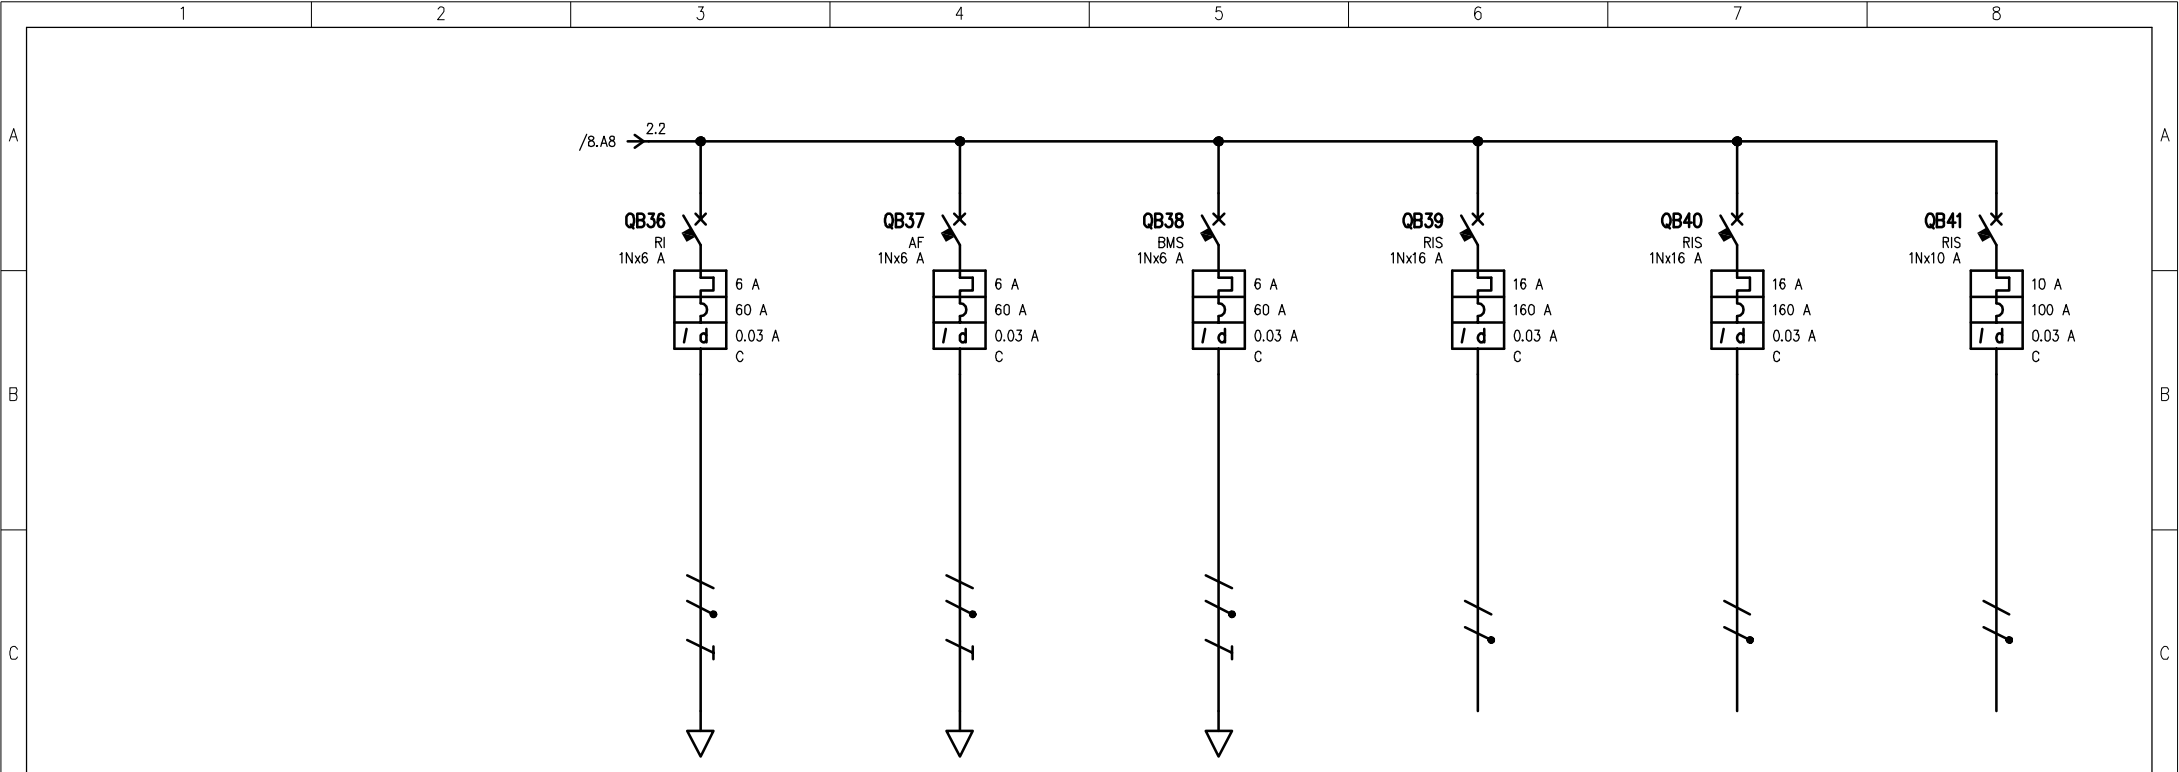 1 2 3 4 5 6 7 8
A A
/8.A8 2.2
QB36 QB37 QB38 QB39 QB40 QB41
RI AF BMS RIS RIS RIS
1Nx6 A 1Nx6 A 1Nx6 A 1Nx16 A 1Nx16 A 1Nx10 A
6 A 6 A 6 A 16 A 16 A 10 A
60 A 60 A 60 A 160 A 160 A 100 A
I d I d I d I d I d I d
0.03 A 0.03 A 0.03 A 0.03 A 0.03 A 0.03 A
C C C C C C
B B
C C